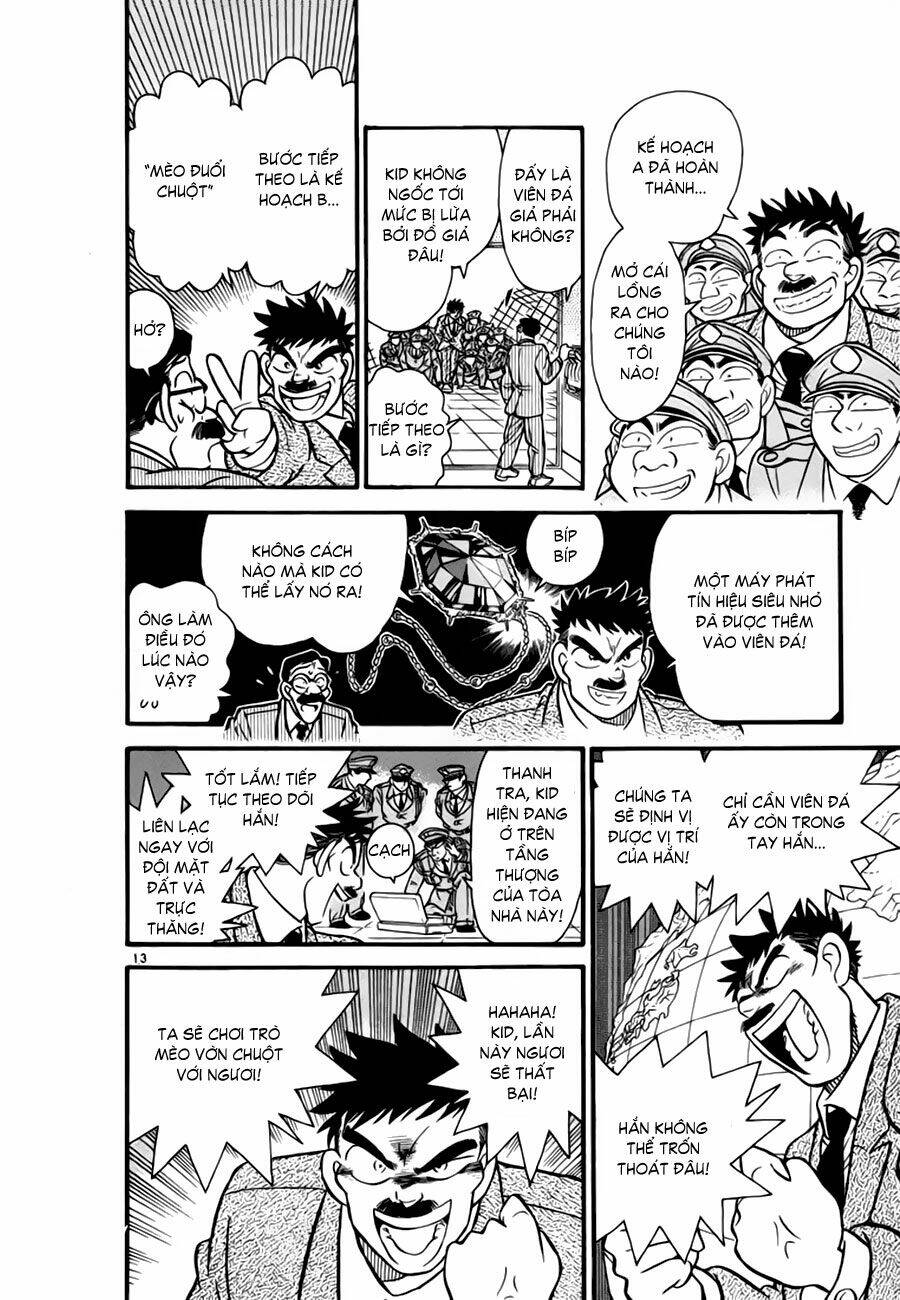 KẾ HOẠCH
A ĐÃ HOÀN
THÀNH...
MỞ CÁI
LỒNG
RA CHO
CHÚNG
TÔI
NÀO!
ĐẤY LÀ
VIÊN ĐÁ
GIẢ PHẢI
KHÔNG?
KID KHÔNG
NGỐC TỚI
MỨC BỊ LỪA
BỞI ĐỒ GIẢ
ĐÂU!
BƯỚC
TIẾP THEO
LÀ GÌ?
BƯỚC TIẾP
THEO LÀ KẾ
HOẠCH B...
"MÈO ĐUỔI
CHUỘT"
HỞ?
MỘT MÁY PHÁT
TÍN HIỆU SIÊU NHỎ
ĐÃ ĐƯỢC THÊM
VÀO VIÊN ĐÁ!
BÍP
BÍP
KHÔNG CÁCH
NÀO MÀ KID CÓ
THỂ LẤY NÓ RA!
ÔNG LÀM
ĐIỀU ĐÓ
LÚC NÀO
VẬY?
CHỈ CẦN VIÊN ĐÁ
ẤY CÒN TRONG
TAY HẮN...
CHÚNG TA
SẼ ĐỊNH VỊ
ĐƯỢC VỊ TRÍ
CỦA HẮN!
HẮN KHÔNG
THỂ TRỐN
THOÁT ĐÂU!
THANH
TRA, KID
HIỆN ĐANG
Ở TRÊN
TẦNG
THƯỢNG
CỦA TÒA
NHÀ NÀY!
CẠCH
TỐT LẮM! TIẾP
TỤC THEO DÕI
HẮN!
LIÊN LẠC
NGAY VỚI
ĐỘI MẶT
ĐẤT VÀ
TRỰC
THĂNG!
13
HAHAHA!
KID, LẦN
NÀY NGƯƠI
SẼ THẤT
BẠI!
TA SẼ CHƠI TRÒ
MÈO VỜN CHUỘT
VỚI NGƯƠI!